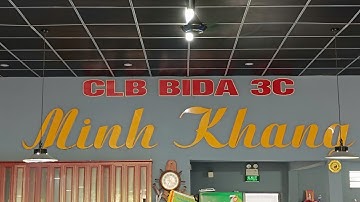 CLB BIDA 3C
Minh Khang